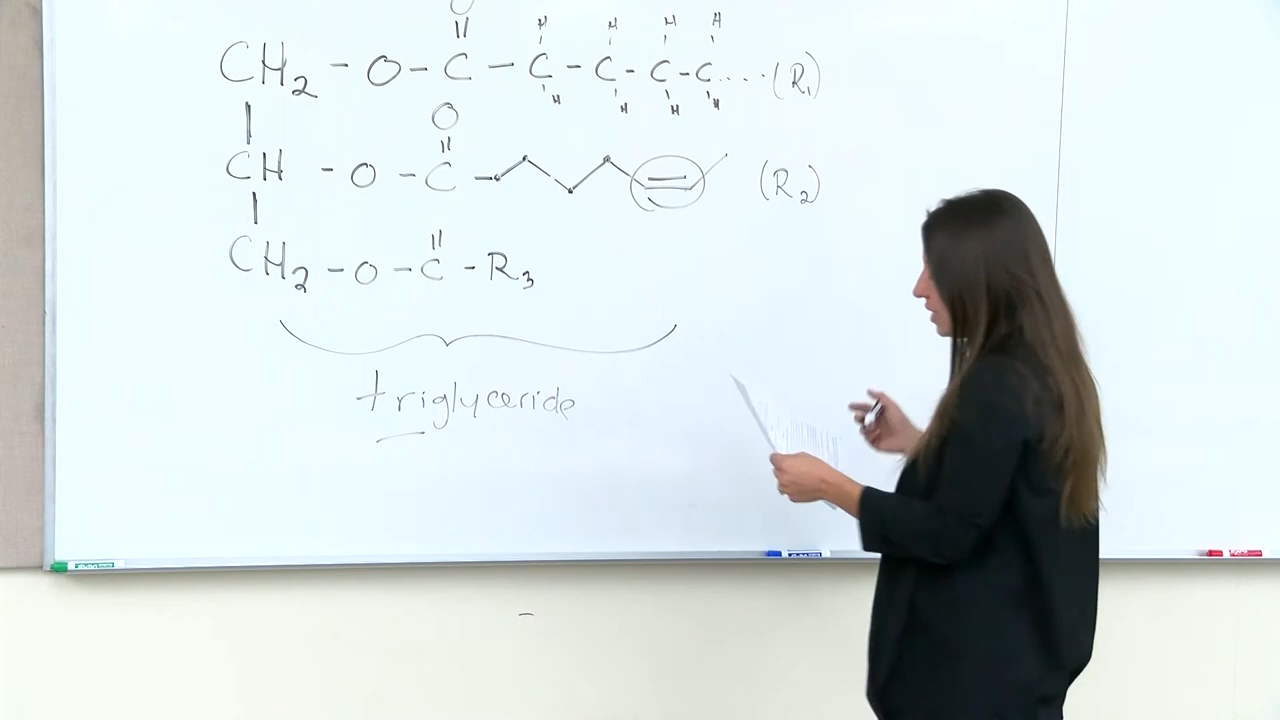 O
H H H H
CH₂ - O - C - C - C - C - C .... (R₁)
H H H H
O
CH - O - C (R₂)
CH₂ - O - C - R₃
triglyceride